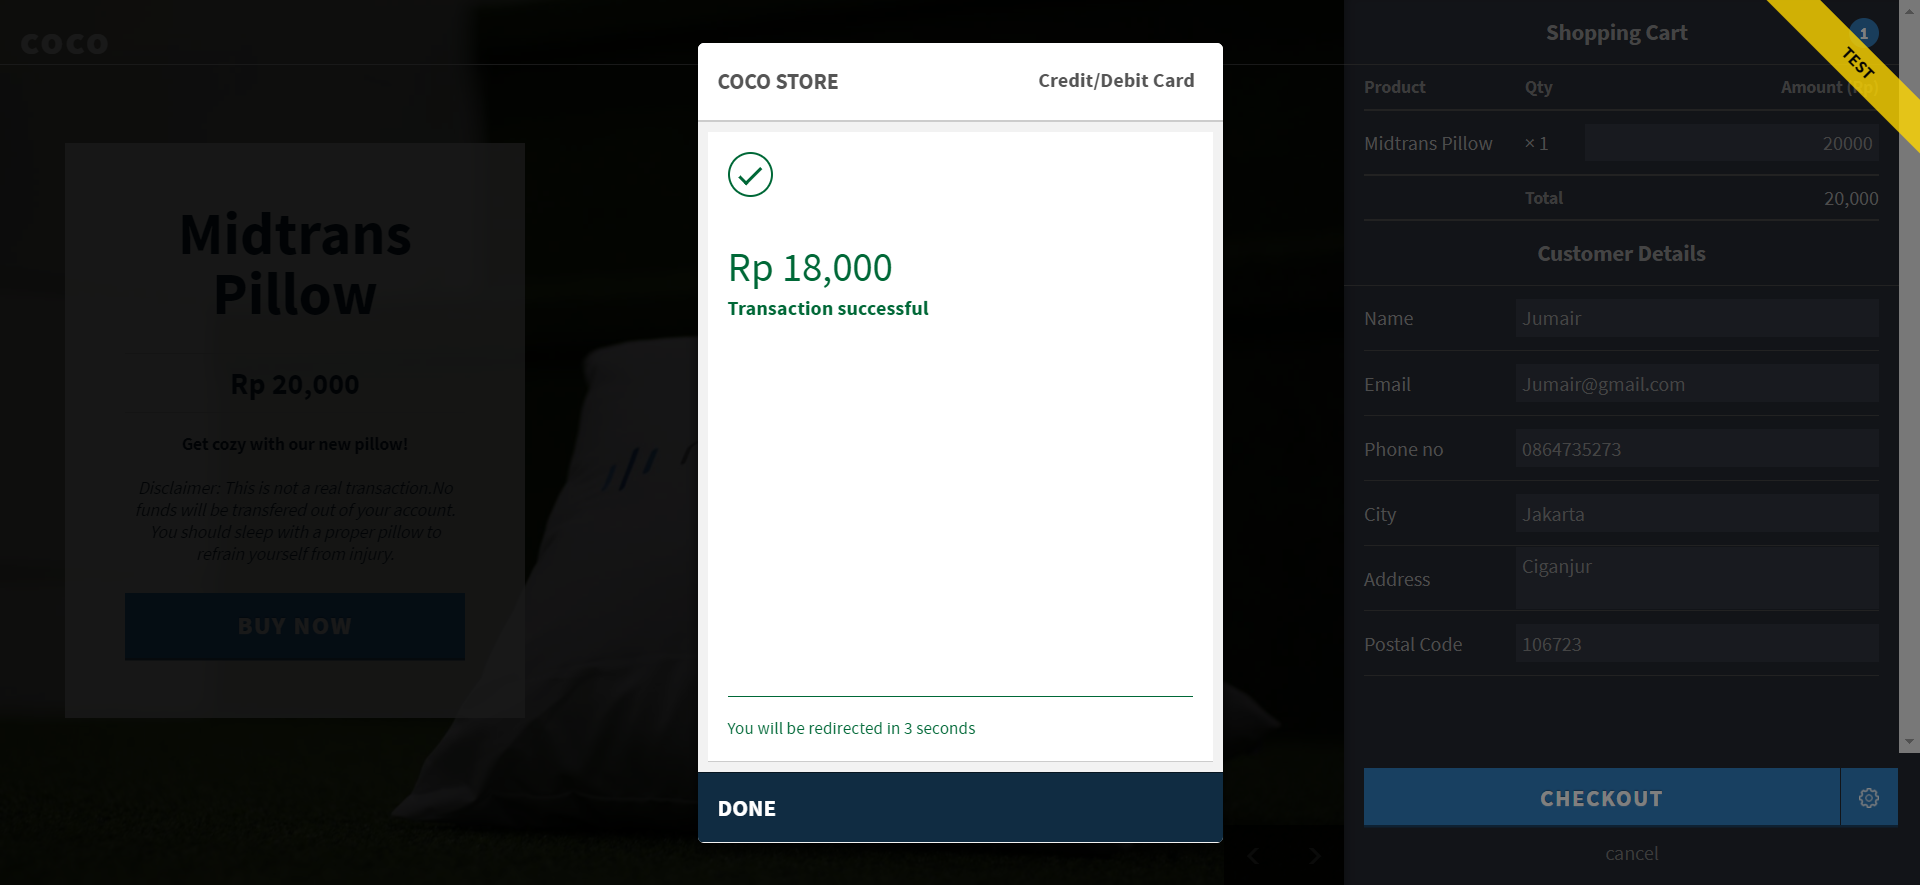 coco
Midtrans
Pillow
Rp 20,000
Get cozy with our new pillow!
Disclaimer: This is not a real transaction.No
funds will be transfered out of your account.
You should sleep with a proper pillow to
refrain yourself from injury.
BUY NOW
COCO STORE
Credit/Debit Card
Rp 18,000
Transaction successful
You will be redirected in 3 seconds
DONE
Shopping Cart
1
TEST
Product Qty Amount (Rp)
Midtrans Pillow × 1 20000
Total 20,000
Customer Details
Name Jumair
Email Jumair@gmail.com
Phone no 0864735273
City Jakarta
Address Ciganjur
Postal Code 106723
CHECKOUT
cancel